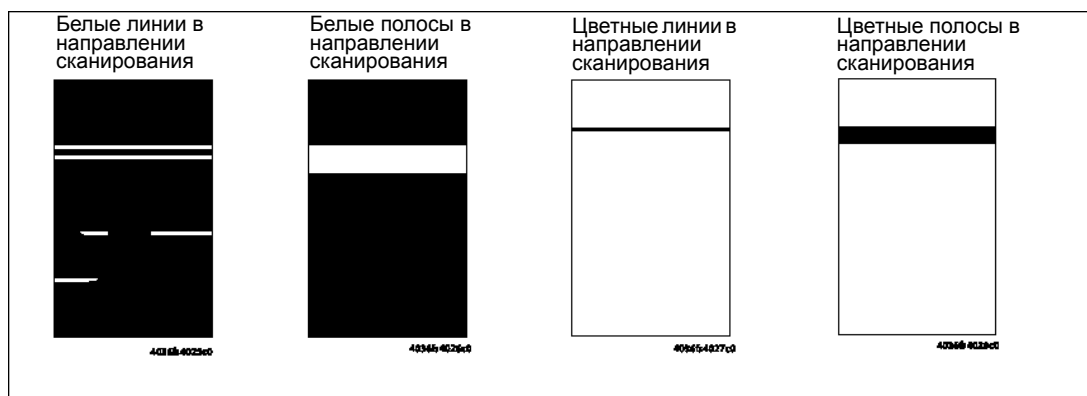 Белые линии в
направлении
сканирования
Белые полосы в
направлении
сканирования
Цветные линии в
направлении
сканирования
Цветные полосы в
направлении
сканирования